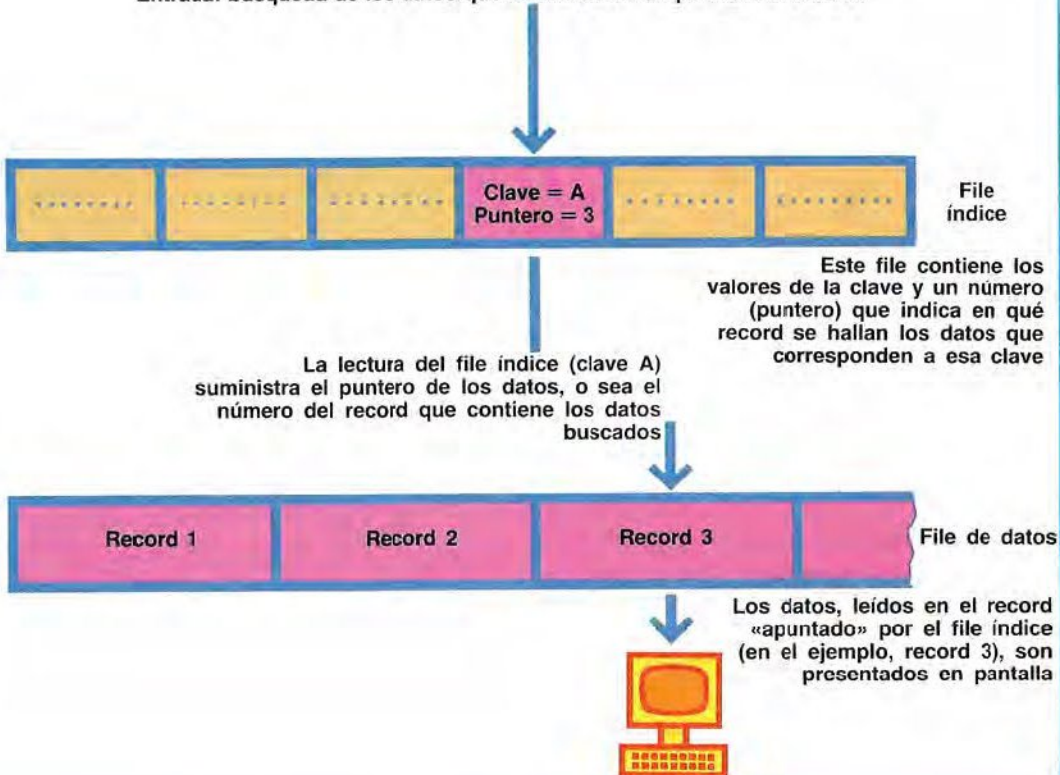 Clave = A
Puntero = 3
File
índice
Este file contiene los
valores de la clave y un número
(puntero) que indica en qué
record se hallan los datos que
corresponden a esa clave
La lectura del file índice (clave A)
suministra el puntero de los datos, o sea el
número del record que contiene los datos
buscados
Record 1
Record 2
Record 3
File de datos
Los datos, leídos en el record
«apuntado» por el file índice
(en el ejemplo, record 3), son
presentados en pantalla